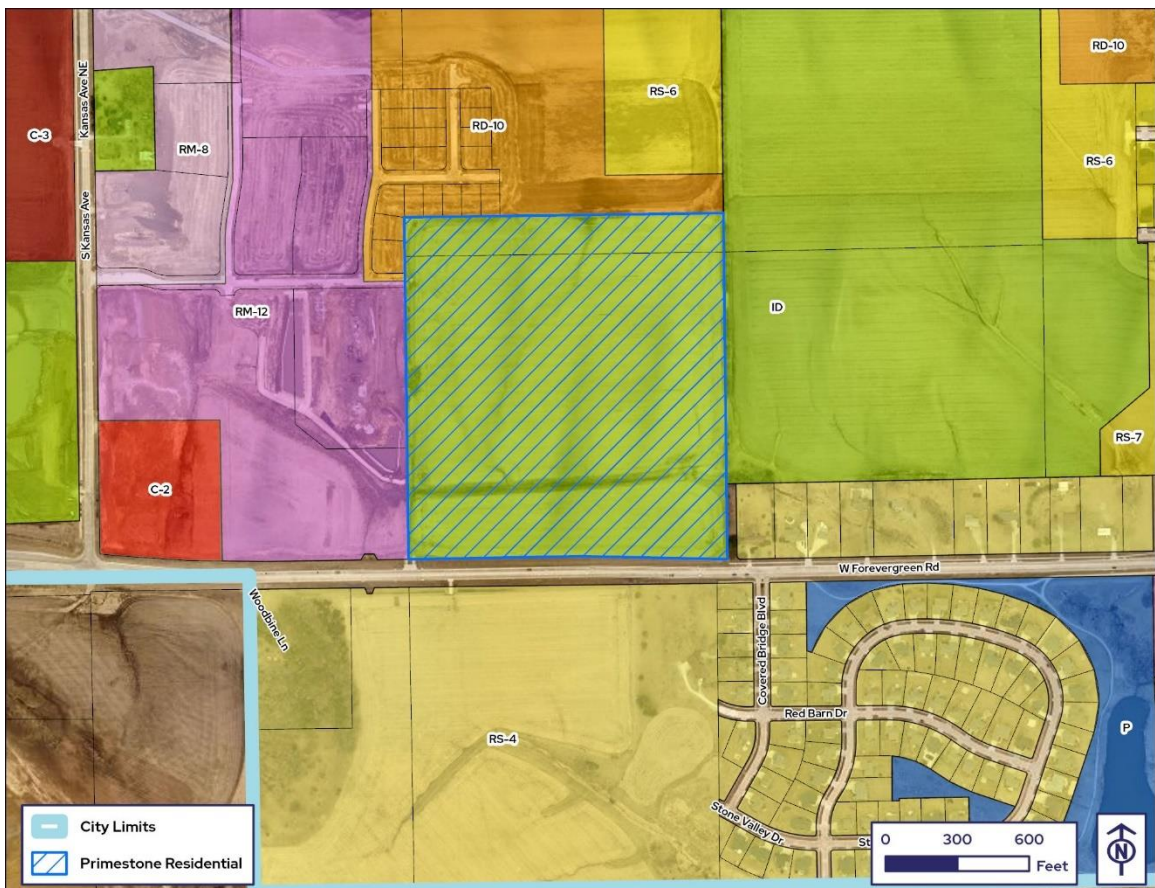 Kansas Ave NE
S Kansas Ave
C-3
RM-8
RD-10
RS-6
RD-10
RS-6
ID
RM-12
RS-7
C-2
W Forevergreen Rd
Woodbine Ln
Covered Bridge Blvd
Red Barn Dr
RS-4
P
Stone Valley Dr
St
City Limits
Primestone Residential
0 300 600
Feet
N